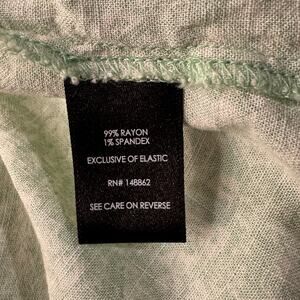 99% RAYON
1% SPANDEX
EXCLUSIVE OF ELASTIC
RN# 148862
SEE CARE ON REVERSE